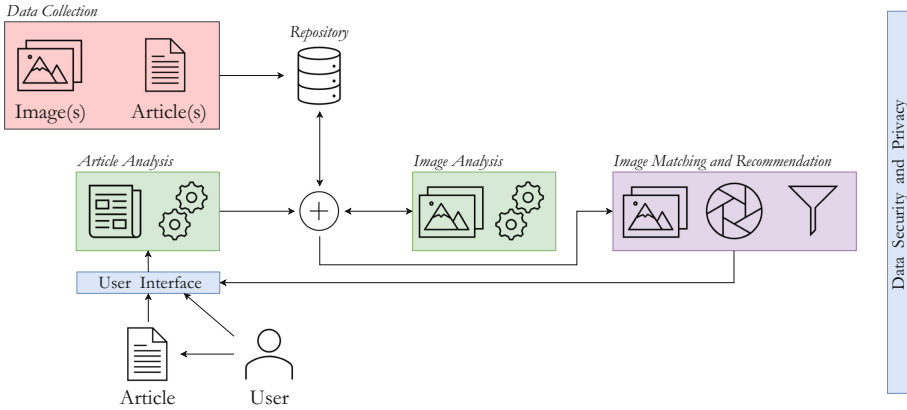 Data Collection
Repository
Image(s)
Article(s)
Article Analysis
Image Analysis
Image Matching and Recommendation
User Interface
Article
User
Data Security and Privacy